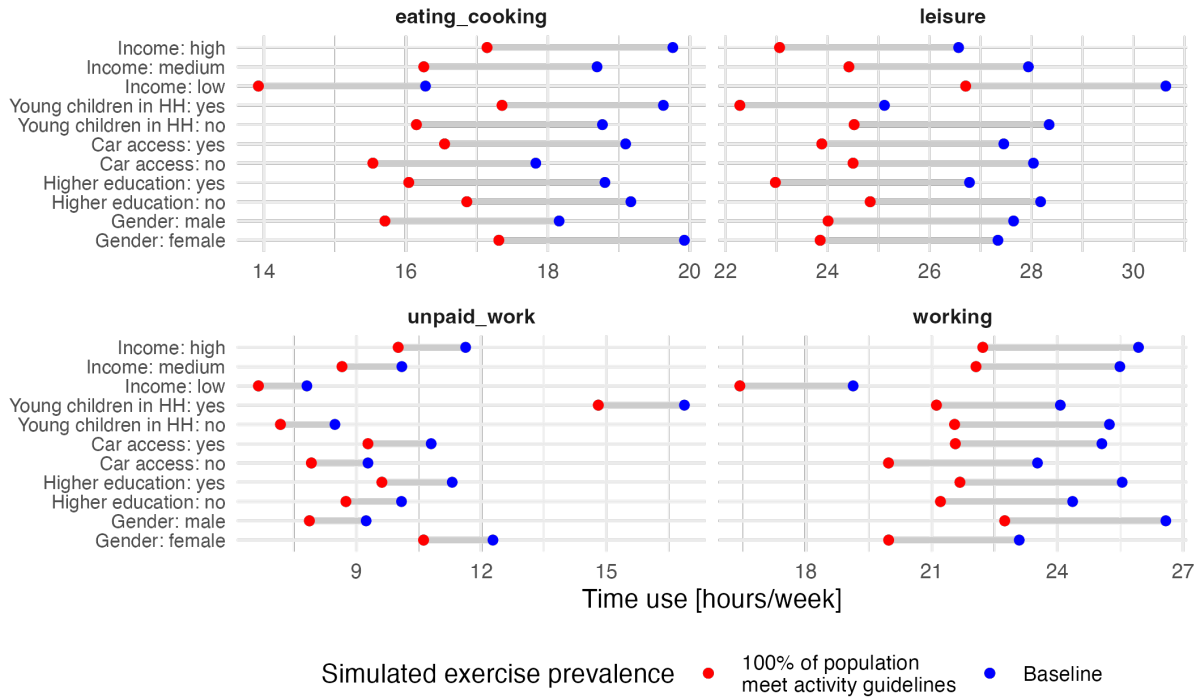 eating_cooking
leisure
Income: high
Income: medium
Income: low
Young children in HH: yes
Young children in HH: no
Car access: yes
Car access: no
Higher education: yes
Higher education: no
Gender: male
Gender: female
14 16 18 20
22 24 26 28 30
unpaid_work
working
Income: high
Income: medium
Income: low
Young children in HH: yes
Young children in HH: no
Car access: yes
Car access: no
Higher education: yes
Higher education: no
Gender: male
Gender: female
9 12 15
18 21 24 27
Time use [hours/week]
Simulated exercise prevalence
100% of population
meet activity guidelines
Baseline